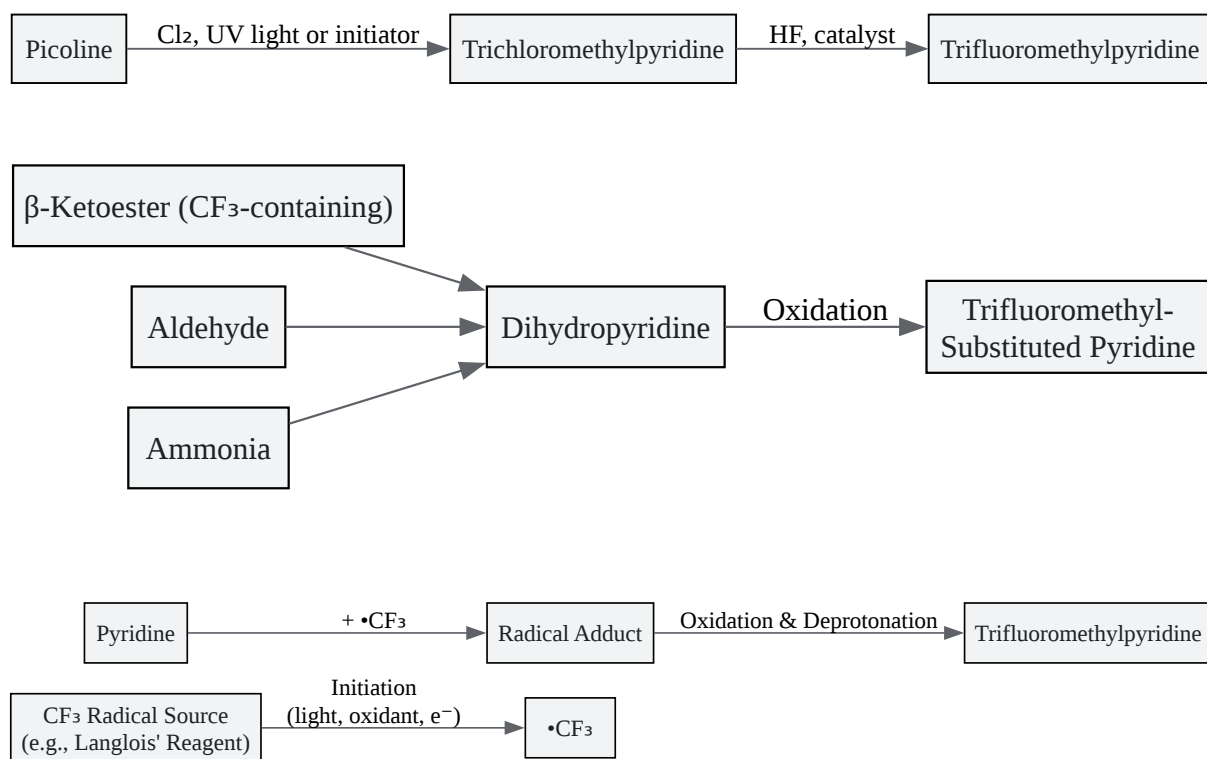 Picoline
Cl₂, UV light or initiator
Trichloromethylpyridine
HF, catalyst
Trifluoromethylpyridine
β-Ketoester (CF₃-containing)
Aldehyde
Ammonia
Dihydropyridine
Oxidation
Trifluoromethyl-
Substituted Pyridine
Pyridine
+ •CF₃
Radical Adduct
Oxidation & Deprotonation
Trifluoromethylpyridine
CF₃ Radical Source
(e.g., Langlois' Reagent)
Initiation
(light, oxidant, e⁻)
•CF₃